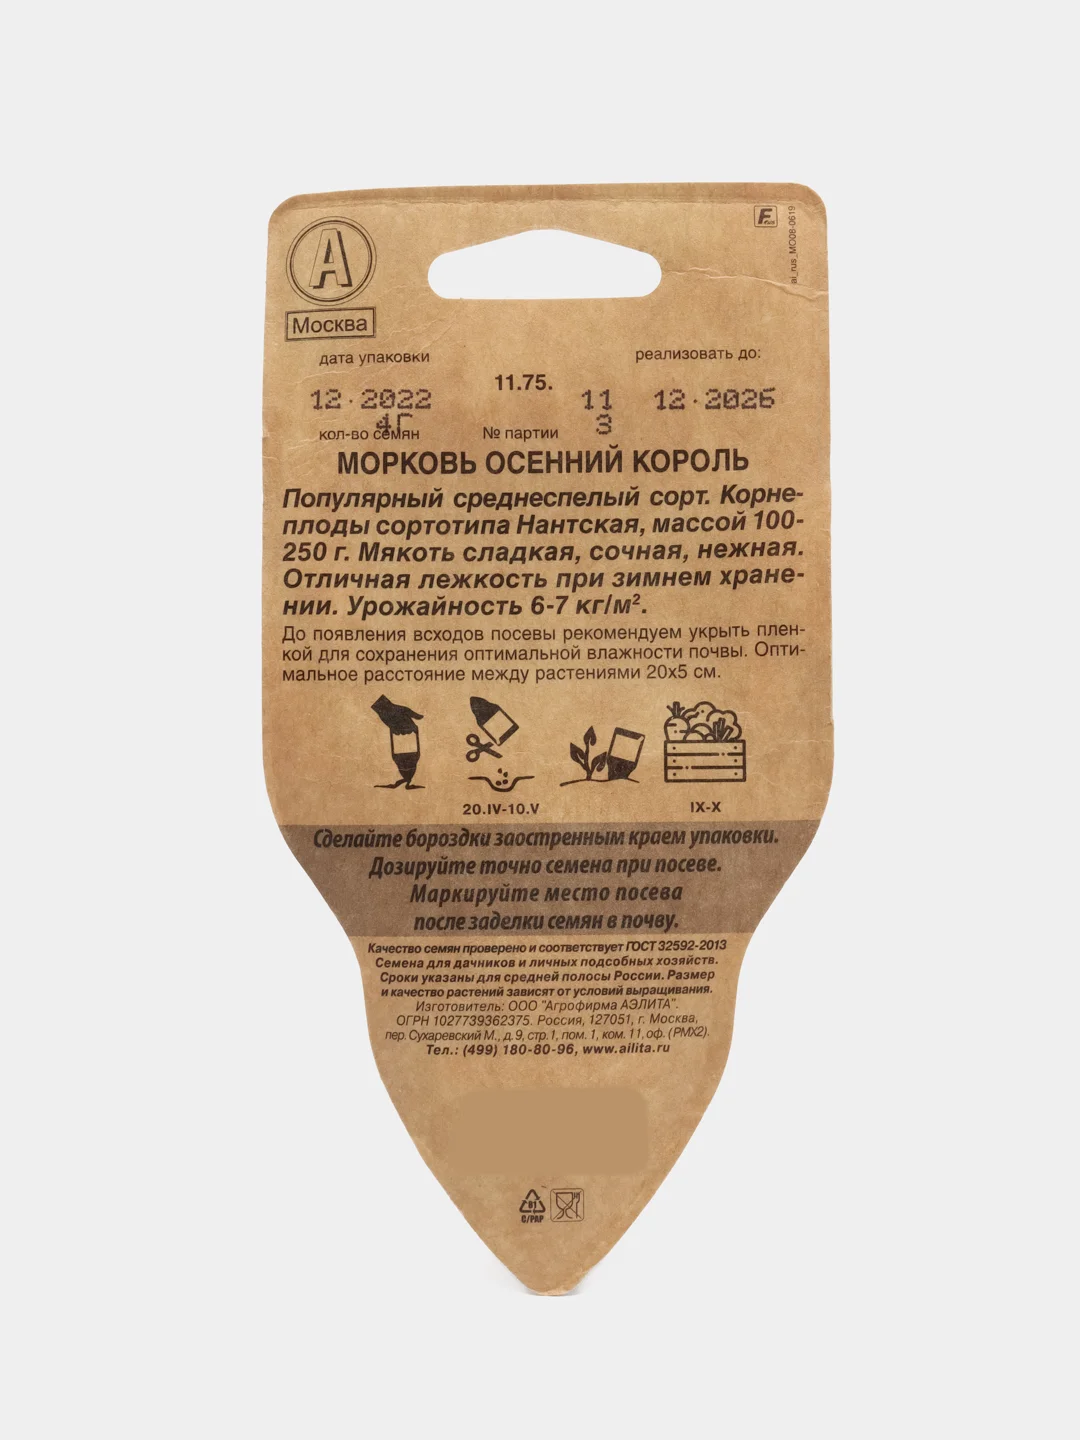 А
F
ai_rus_MO08-0619
Москва
дата упаковки
реализовать до:
11.75.
12·2022
11
12·2026
4Г
3
кол-во семян
№ партии
МОРКОВЬ ОСЕННИЙ КОРОЛЬ
Популярный среднеспелый сорт. Корне-
плоды сортотипа Нантская, массой 100-
250 г. Мякоть сладкая, сочная, нежная.
Отличная лежкость при зимнем хране-
нии. Урожайность 6-7 кг/м².
До появления всходов посевы рекомендуем укрыть плен-
кой для сохранения оптимальной влажности почвы. Опти-
мальное расстояние между растениями 20х5 см.
20.IV-10.V
IX-X
Сделайте бороздки заостренным краем упаковки.
Дозируйте точно семена при посеве.
Маркируйте место посева
после заделки семян в почву.
Качество семян проверено и соответствует ГОСТ 32592-2013
Семена для дачников и личных подсобных хозяйств.
Сроки указаны для средней полосы России. Размер
и качество растений зависят от условий выращивания.
Изготовитель: ООО "Агрофирма АЭЛИТА".
ОГРН 1027739362375. Россия, 127051, г. Москва,
пер. Сухаревский М., д. 9, стр. 1, пом. 1, ком. 11, оф. (РМХ2).
Тел.: (499) 180-80-96, www.ailita.ru
81
C/PAP